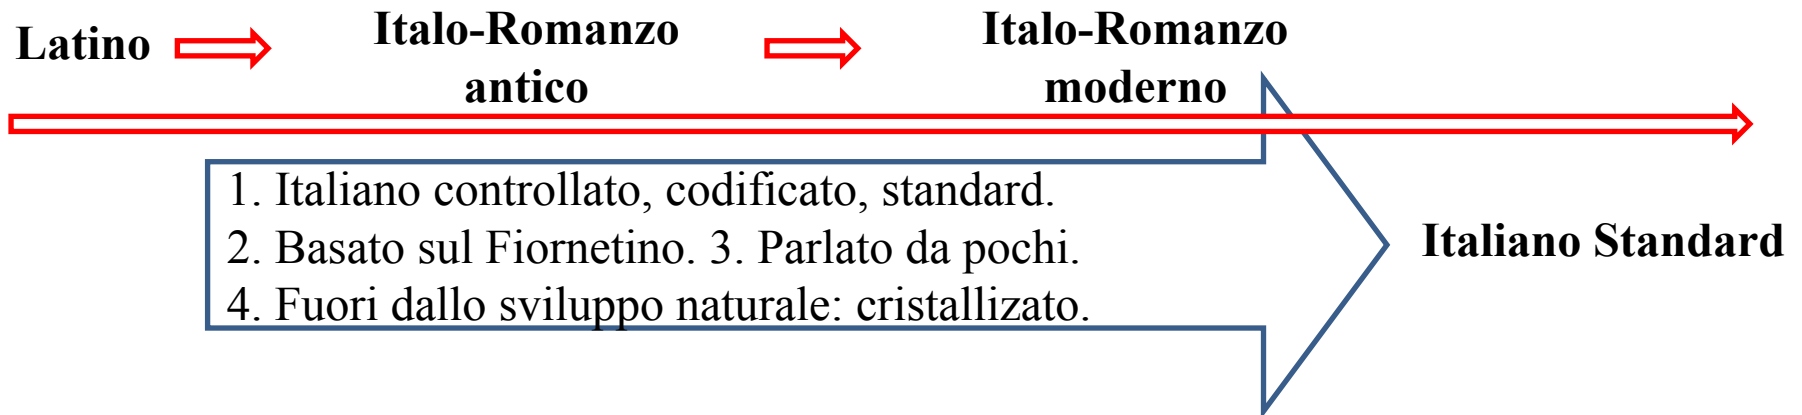 Latino
Italo-Romanzo
antico
Italo-Romanzo
moderno
1. Italiano controllato, codificato, standard.
2. Basato sul Fiornetino. 3. Parlato da pochi.
4. Fuori dallo sviluppo naturale: cristallizato.
Italiano Standard